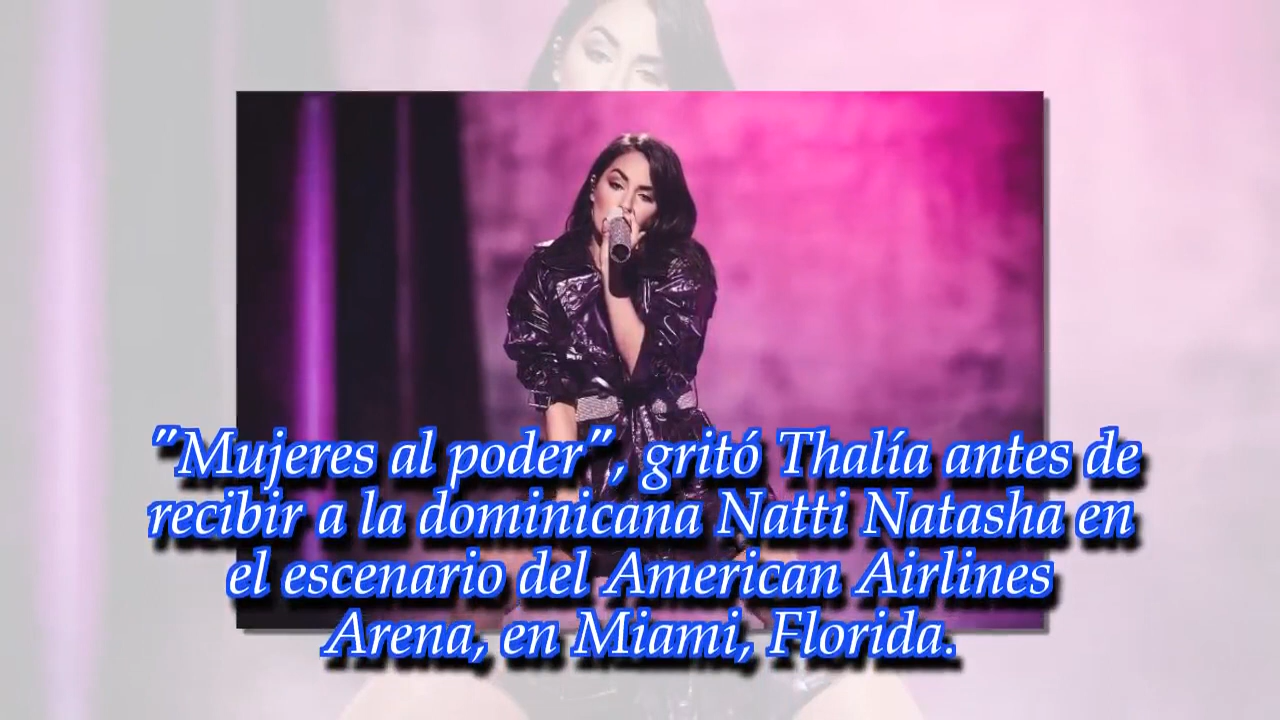 "Mujeres al poder", gritó Thalía antes de
recibir a la dominicana Natti Natasha en
el escenario del American Airlines
Arena, en Miami, Florida.